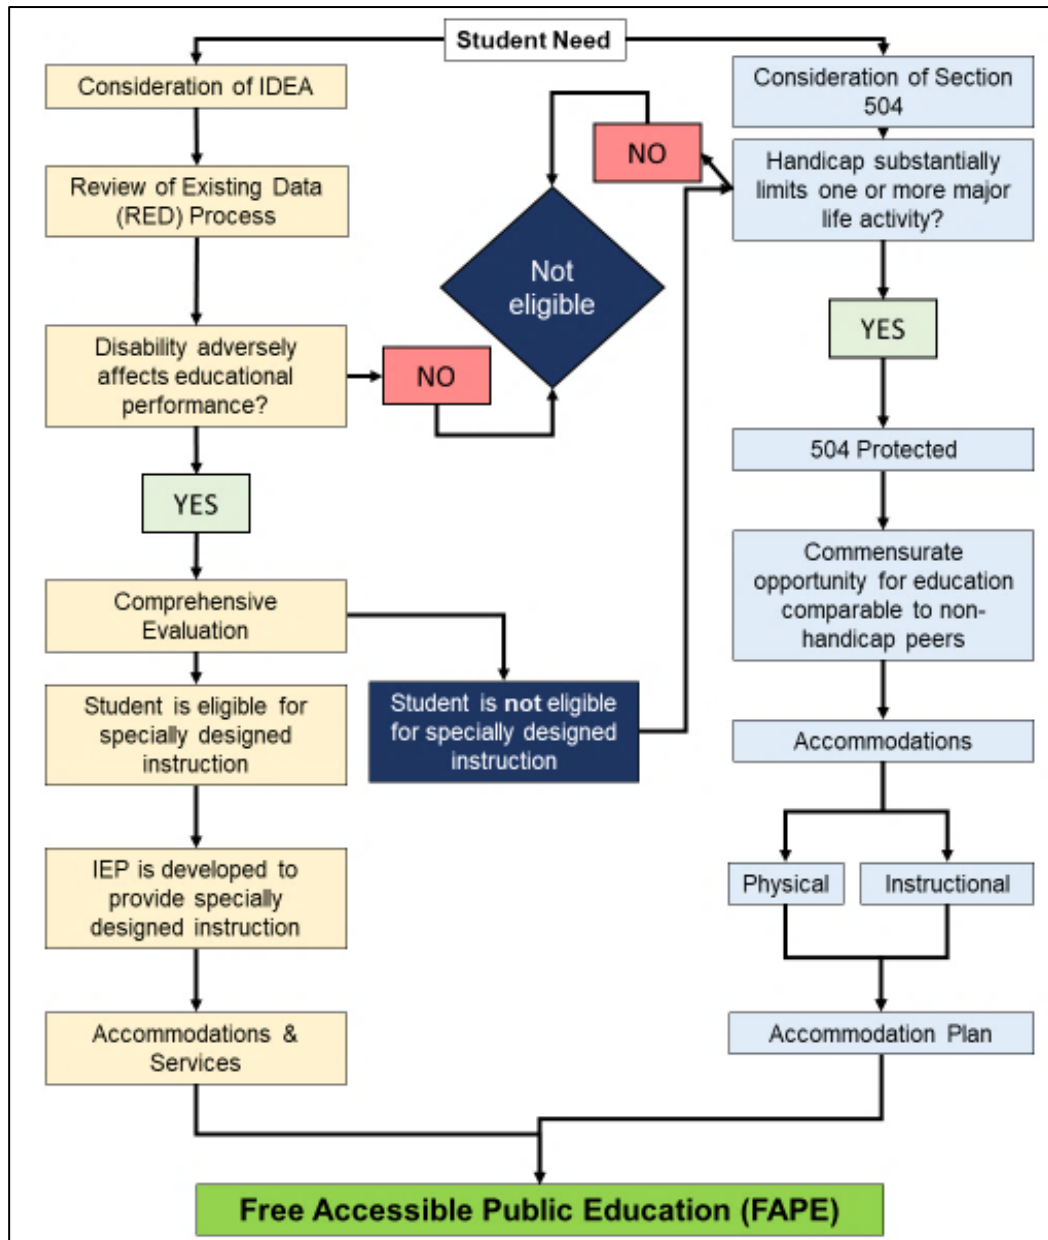 Student Need
Consideration of IDEA
Consideration of Section
504
NO
Handicap substantially
limits one or more major
life activity?
Review of Existing Data
(RED) Process
Not
eligible
YES
Disability adversely
affects educational
performance?
NO
504 Protected
YES
Commensurate
opportunity for education
comparable to non-
handicap peers
Comprehensive
Evaluation
Student is eligible for
specially designed
instruction
Student is not eligible
for specially designed
instruction
Accommodations
IEP is developed to
provide specially
designed instruction
Physical
Instructional
Accommodations &
Services
Accommodation Plan
Free Accessible Public Education (FAPE)